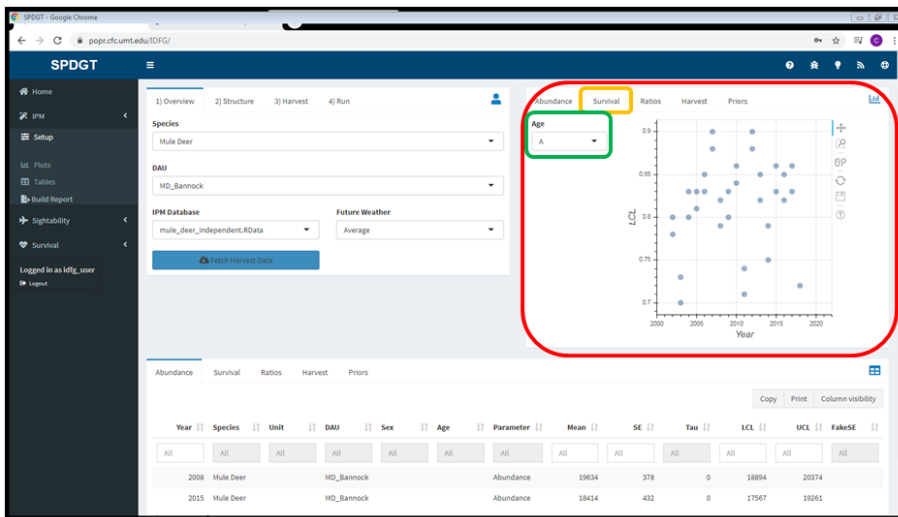 SPDGT - Google Chrome
popr.cfc.umt.edu/IDFG/
SPDGT
Home
IPM
Setup
Plots
Tables
Build Report
Sightability
Survival
Logged in as idfg_user
Logout
1) Overview 2) Structure 3) Harvest 4) Run
Species
Mule Deer
DAU
MD_Bannock
IPM Database Future Weather
mule_deer_independent.RData Average
Fetch Harvest Data
Abundance Survival Ratios Harvest Priors
Age
A
0.9
0.85
0.8
0.75
0.7
LCL
2000 2005 2010 2015 2020
Year
Abundance Survival Ratios Harvest Priors
Copy Print Column visibility
Year Species Unit DAU Sex Age Parameter Mean SE Tau LCL UCL FakeSE
All All All All All All All All All All All All All
2008 Mule Deer MD_Bannock Abundance 19634 378 0 18894 20374
2015 Mule Deer MD_Bannock Abundance 18414 432 0 17567 19261